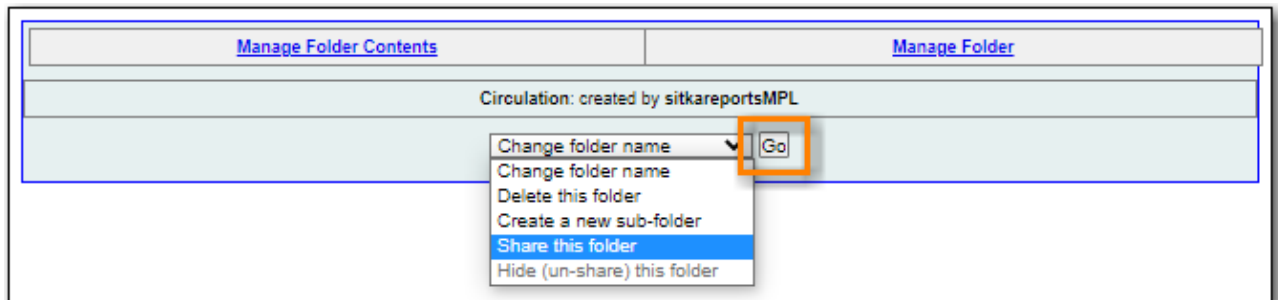 Manage Folder Contents Manage Folder
Circulation: created by sitkareportsMPL
Change folder name Go
Change folder name
Delete this folder
Create a new sub-folder
Share this folder
Hide (un-share) this folder